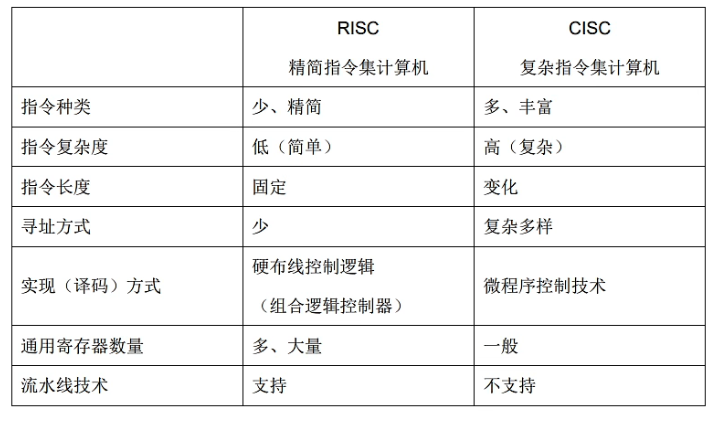 RISC
精简指令集计算机
CISC
复杂指令集计算机
指令种类
少、精简
多、丰富
指令复杂度
低（简单）
高（复杂）
指令长度
固定
变化
寻址方式
少
复杂多样
实现（译码）方式
硬布线控制逻辑
（组合逻辑控制器）
微程序控制技术
通用寄存器数量
多、大量
一般
流水线技术
支持
不支持